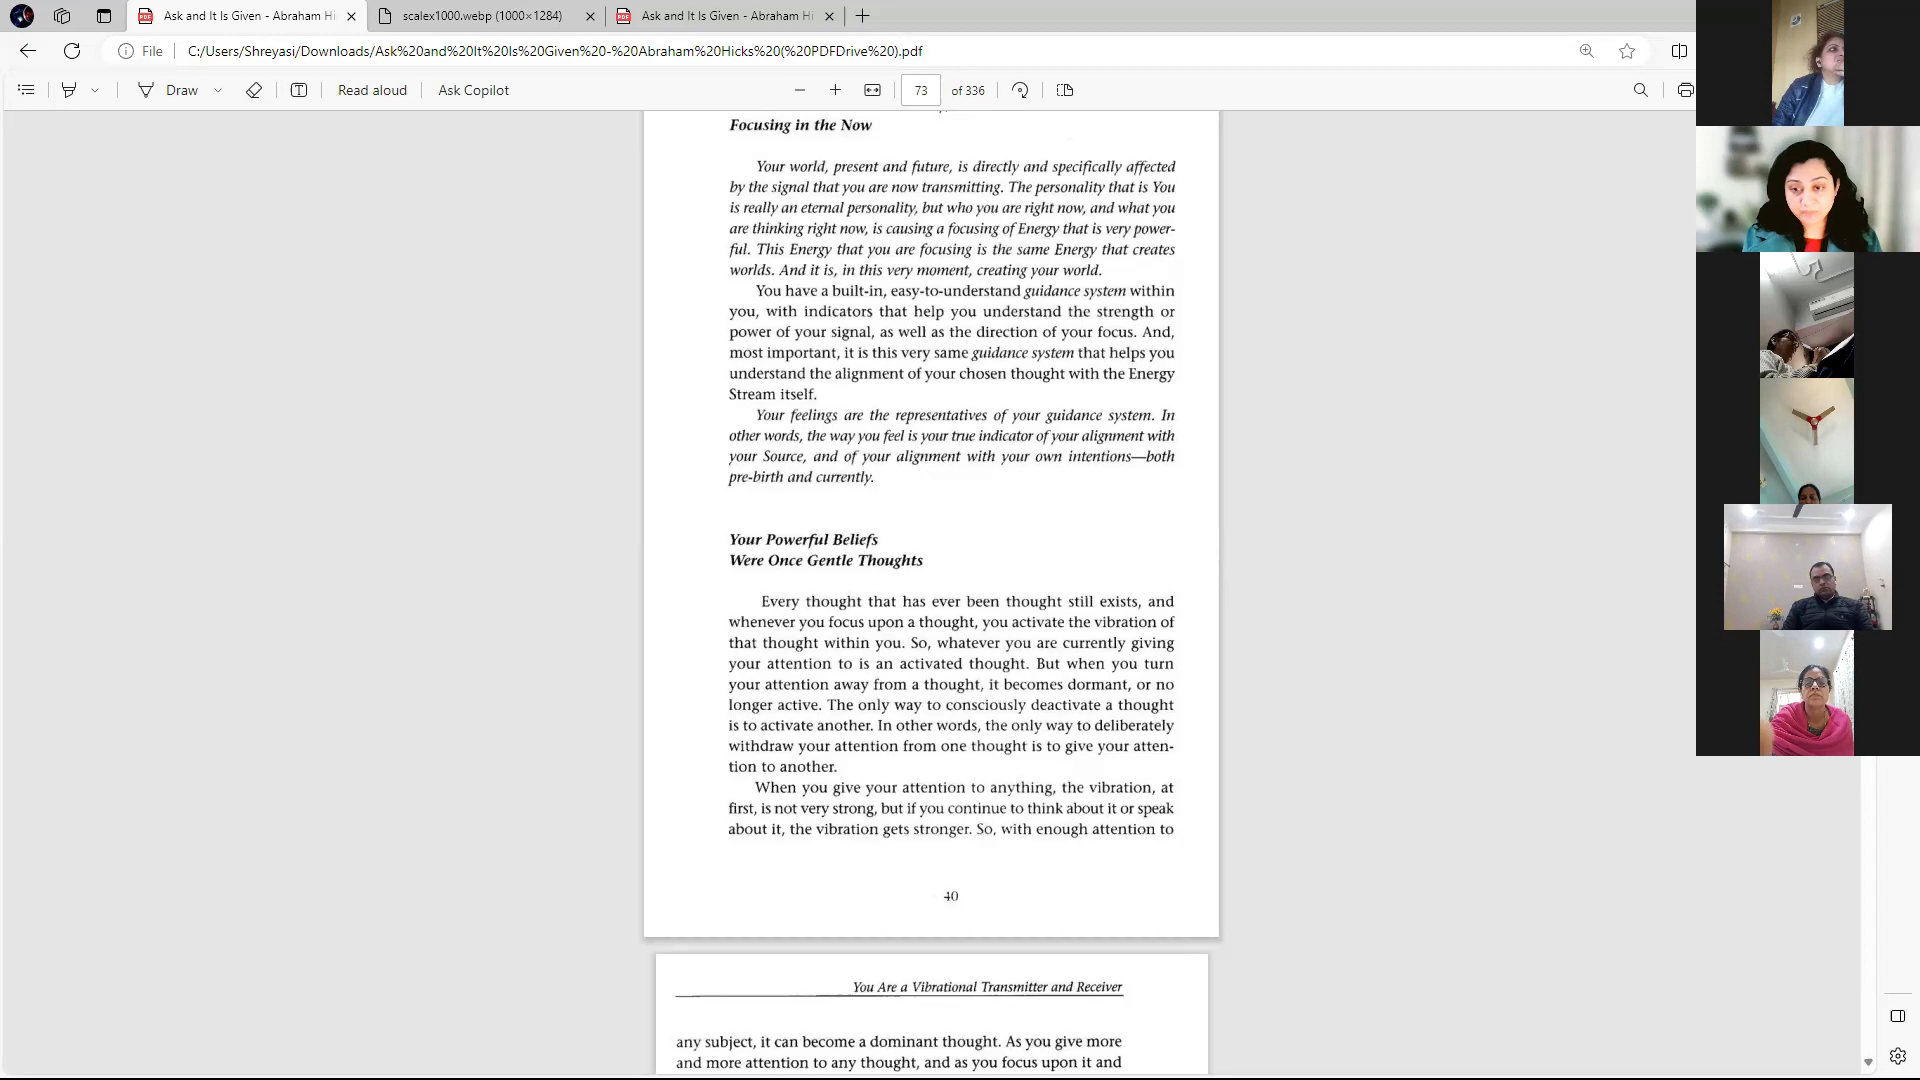 Ask and It Is Given - Abraham Hi
scalex1000.webp (1000×1284)
Ask and It Is Given - Abraham Hi
File
C:/Users/Shreyasi/Downloads/Ask%20and%20It%20Is%20Given%20-%20Abraham%20Hicks%20(%20PDFDrive%20).pdf
Draw
Read aloud
Ask Copilot
73 of 336
Focusing in the Now
Your world, present and future, is directly and specifically affected
by the signal that you are now transmitting. The personality that is You
is really an eternal personality, but who you are right now, and what you
are thinking right now, is causing a focusing of Energy that is very power-
ful. This Energy that you are focusing is the same Energy that creates
worlds. And it is, in this very moment, creating your world.
You have a built-in, easy-to-understand guidance system within
you, with indicators that help you understand the strength or
power of your signal, as well as the direction of your focus. And,
most important, it is this very same guidance system that helps you
understand the alignment of your chosen thought with the Energy
Stream itself.
Your feelings are the representatives of your guidance system. In
other words, the way you feel is your true indicator of your alignment with
your Source, and of your alignment with your own intentions—both
pre-birth and currently.
Your Powerful Beliefs
Were Once Gentle Thoughts
Every thought that has ever been thought still exists, and
whenever you focus upon a thought, you activate the vibration of
that thought within you. So, whatever you are currently giving
your attention to is an activated thought. But when you turn
your attention away from a thought, it becomes dormant, or no
longer active. The only way to consciously deactivate a thought
is to activate another. In other words, the only way to deliberately
withdraw your attention from one thought is to give your atten-
tion to another.
When you give your attention to anything, the vibration, at
first, is not very strong, but if you continue to think about it or speak
about it, the vibration gets stronger. So, with enough attention to
40
You Are a Vibrational Transmitter and Receiver
any subject, it can become a dominant thought. As you give more
and more attention to any thought, and as you focus upon it and